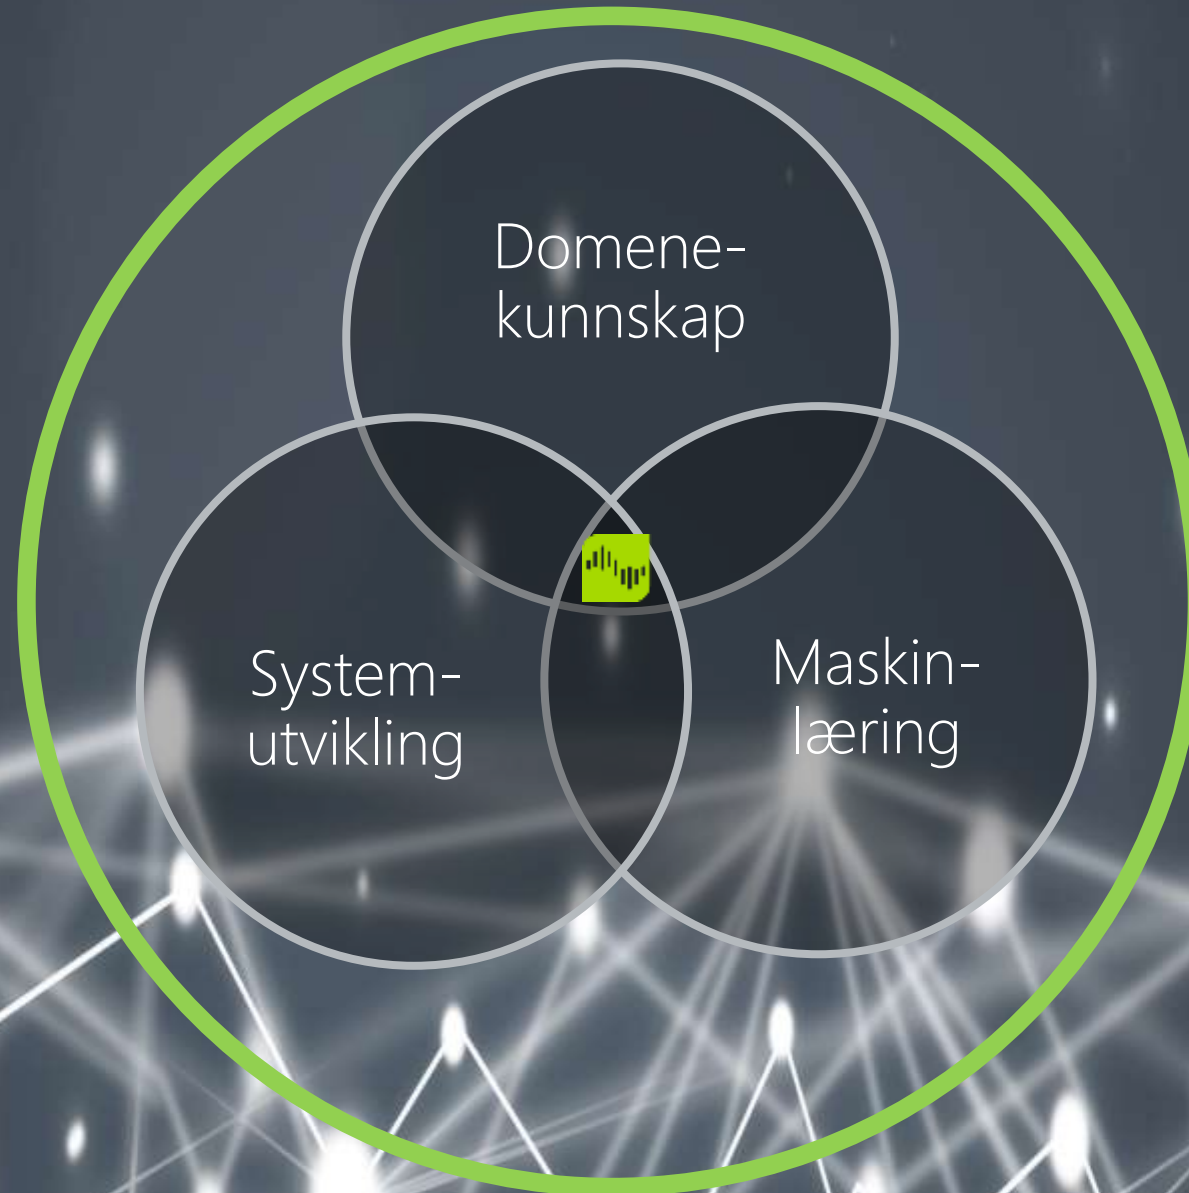 Domene-
kunnskap
System-
utvikling
Maskin-
læring